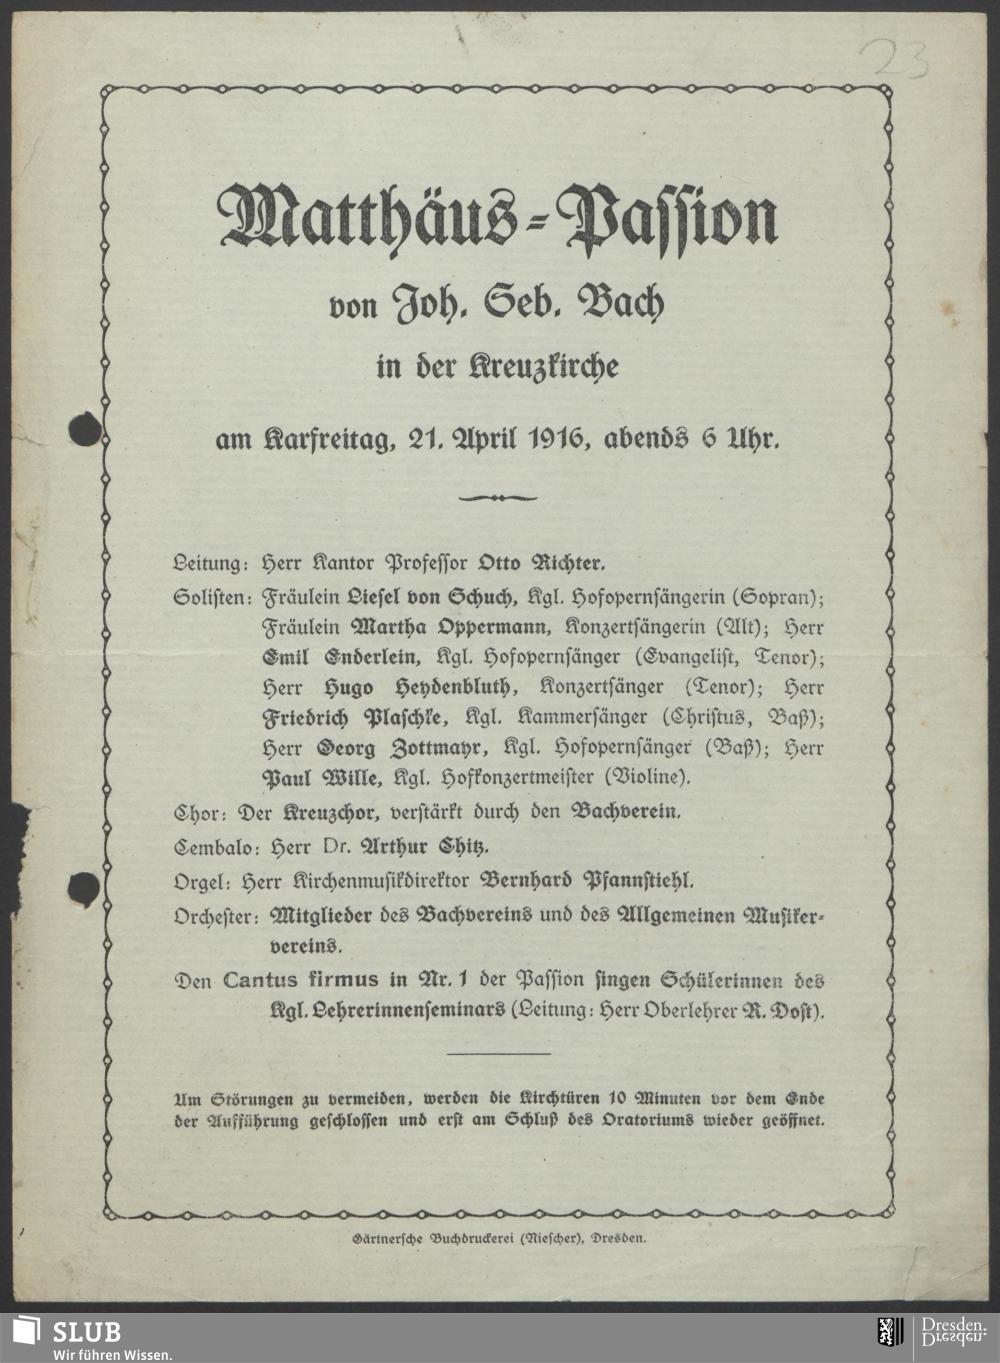 23
Matthäus-Passion
von Joh. Seb. Bach
in der Kreuzkirche
am Karfreitag, 21. April 1916, abends 6 Uhr.
Leitung: Herr Kantor Professor Otto Richter.
Solisten: Fräulein Liesel von Schuch, Kgl. Hofopernsängerin (Sopran);
Fräulein Martha Oppermann, Konzertsängerin (Alt); Herr
Emil Enderlein, Kgl. Hofopernsänger (Evangelist, Tenor);
Herr Hugo Heydenbluth, Konzertsänger (Tenor); Herr
Friedrich Plaschke, Kgl. Kammersänger (Christus, Baß);
Herr Georg Zottmayr, Kgl. Hofopernsänger (Baß); Herr
Paul Wille, Kgl. Hofkonzertmeister (Violine).
Chor: Der Kreuzchor, verstärkt durch den Bachverein.
Cembalo: Herr Dr. Arthur Chitz.
Orgel: Herr Kirchenmusikdirektor Bernhard Pfannstiehl.
Orchester: Mitglieder des Bachvereins und des Allgemeinen Musiker-
vereins.
Den Cantus firmus in Nr. 1 der Passion singen Schülerinnen des
Kgl. Lehrerinnenseminars (Leitung: Herr Oberlehrer R. Dost).
Um Störungen zu vermeiden, werden die Kirchtüren 10 Minuten vor dem Ende
der Aufführung geschlossen und erst am Schluß des Oratoriums wieder geöffnet.
Gärtnersche Buchdruckerei (Niescher), Dresden.
SLUB
Wir führen Wissen.
Dresden.
Dresden.